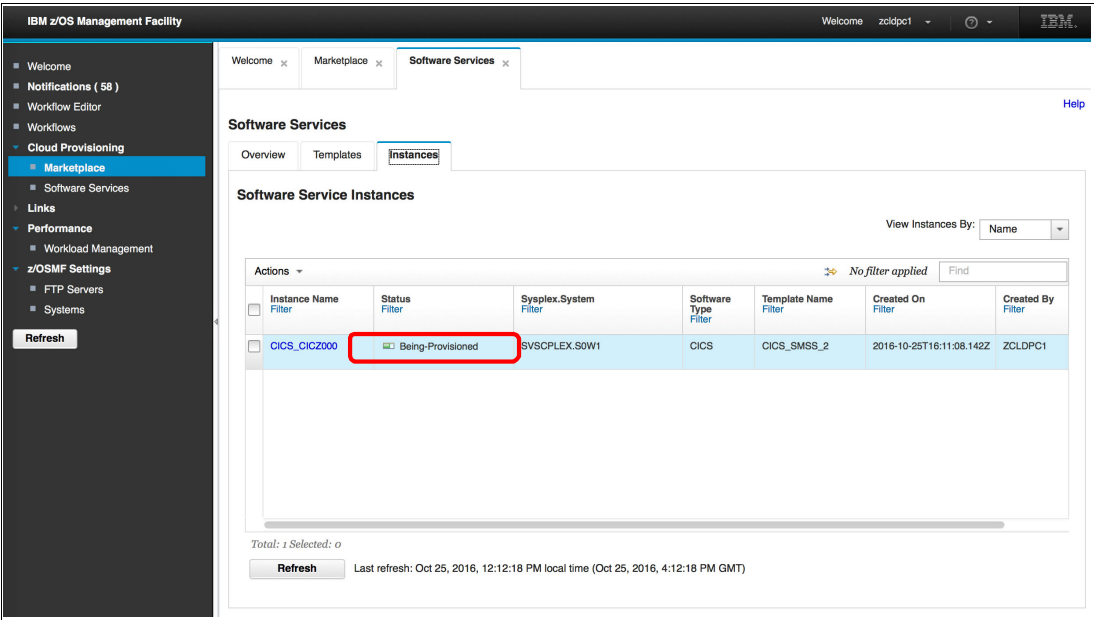 IBM z/OS Management Facility
Welcome zcldpc1
IBM.
Welcome
Notifications ( 58 )
Workflow Editor
Workflows
Cloud Provisioning
Marketplace
Software Services
Links
Performance
Workload Management
z/OSMF Settings
FTP Servers
Systems
Refresh
Welcome Marketplace Software Services
Help
Software Services
Overview Templates Instances
Software Service Instances
View Instances By: Name
Actions No filter applied Find
Instance Name Status Sysplex.System Software Type Template Name Created On Created By
Filter Filter Filter Filter Filter Filter Filter
CICS_CICZ000 Being-Provisioned SVSCPLEX.S0W1 CICS CICS_SMSS_2 2016-10-25T16:11:08.142Z ZCLDPC1
Total: 1 Selected: 0
Refresh Last refresh: Oct 25, 2016, 12:12:18 PM local time (Oct 25, 2016, 4:12:18 PM GMT)